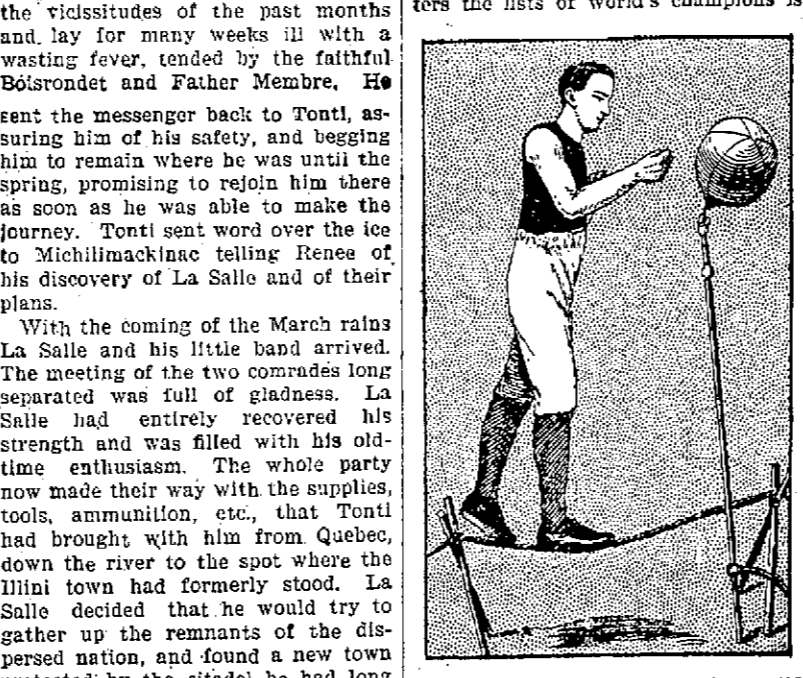 the vicissitudes of the past months
and lay for many weeks ill with a
wasting fever, tended by the faithful
Boisrondet and Father Membre. He
sent the messenger back to Tonti, as-
suring him of his safety, and begging
him to remain where he was until the
spring, promising to rejoin him there
as soon as he was able to make the
journey. Tonti sent word over the ice
to Michilimackinac telling Renee of
his discovery of La Salle and of their
plans.
With the coming of the March rains
La Salle and his little band arrived.
The meeting of the two comrades long
separated was full of gladness. La
Salle had entirely recovered his
strength and was filled with his old-
time enthusiasm. The whole party
now made their way with the supplies,
tools, ammunition, etc., that Tonti
had brought with him from Quebec,
down the river to the spot where the
Illini town had formerly stood. La
Salle decided that he would try to
gather up the remnants of the dis-
persed nation, and found a new town
protected by the citadel he had long
ters the lists of world's champions is